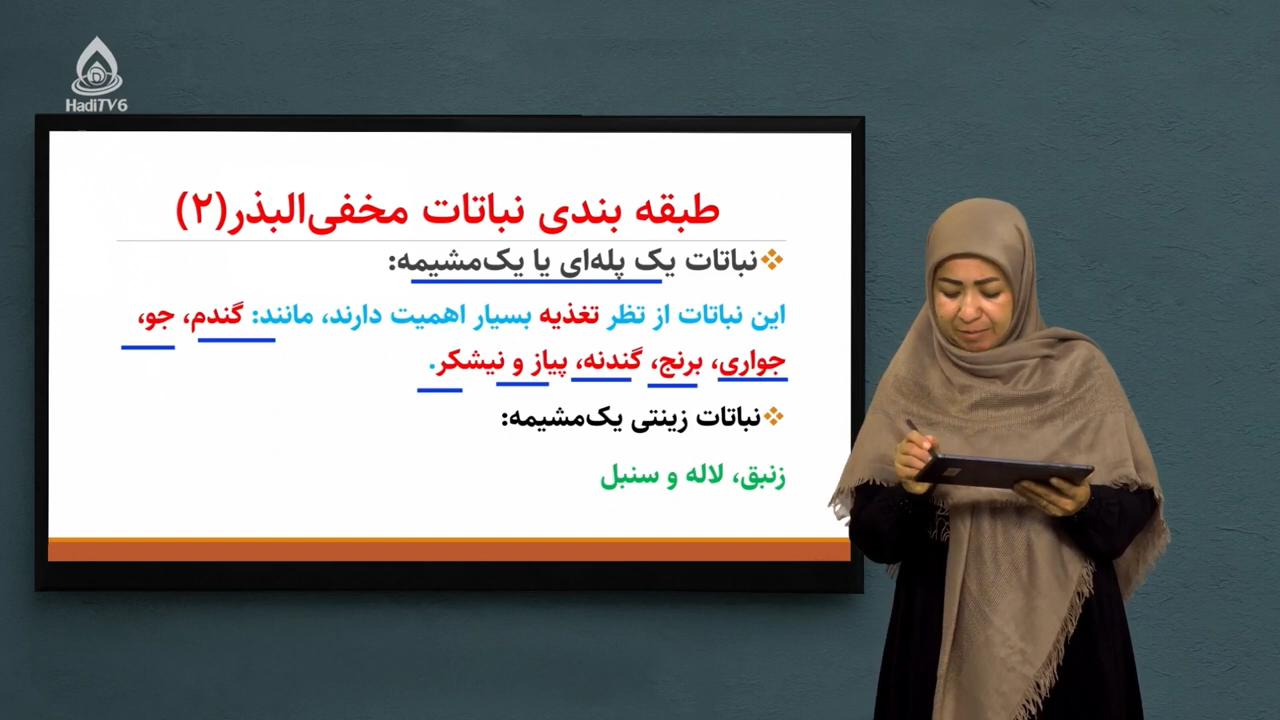 HadiTV6
طبقه بندی نباتات مخفی‌البذر(۲)
❖نباتات یک پله‌ای یا یک‌مشیمه:
این نباتات از تظر تغذیه بسیار اهمیت دارند، مانند: گندم، جو،
جواری، برنج، گندنه، پیاز و نیشکر.
❖نباتات زینتی یک‌مشیمه:
زنبق، لاله و سنبل